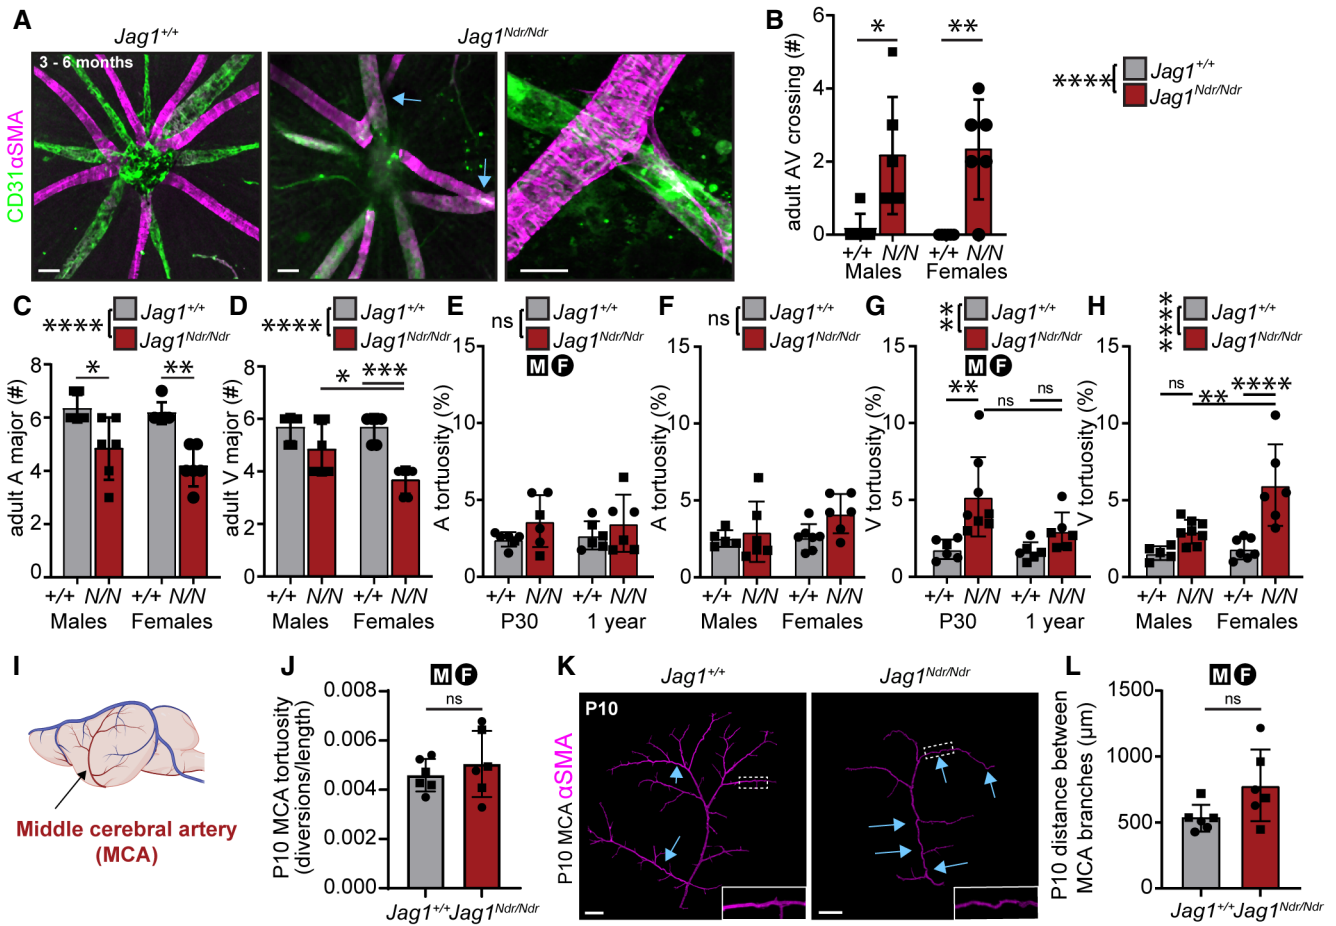 A
Jag1+/+
Jag1Ndr/Ndr
3 - 6 months
CD31αSMA
B
adult AV crossing (#)
6
4
2
0
*
**
+/+ N/N +/+ N/N
Males Females
****
Jag1+/+
Jag1Ndr/Ndr
C
****
Jag1+/+
Jag1Ndr/Ndr
adult A major (#)
8
6
4
2
0
*
**
+/+ N/N +/+ N/N
Males Females
D
****
Jag1+/+
Jag1Ndr/Ndr
adult V major (#)
8
6
4
2
0
*
***
+/+ N/N +/+ N/N
Males Females
E
ns
Jag1+/+
Jag1Ndr/Ndr
M F
A tortuosity (%)
15
10
5
0
+/+ N/N +/+ N/N
P30 1 year
F
ns
Jag1+/+
Jag1Ndr/Ndr
A tortuosity (%)
15
10
5
0
+/+ N/N +/+ N/N
Males Females
G
**
Jag1+/+
Jag1Ndr/Ndr
M F
V tortuosity (%)
15
10
5
0
**
ns
ns
+/+ N/N +/+ N/N
P30 1 year
H
****
Jag1+/+
Jag1Ndr/Ndr
V tortuosity (%)
15
10
5
0
ns
**
****
+/+ N/N +/+ N/N
Males Females
I
Middle cerebral artery
(MCA)
J
M F
ns
P10 MCA tortuosity
(diversions/length)
0.008
0.006
0.004
0.002
0.000
Jag1+/+ Jag1Ndr/Ndr
K
Jag1+/+
Jag1Ndr/Ndr
P10
P10 MCA αSMA
L
M F
ns
P10 distance between
MCA branches (µm)
1500
1000
500
0
Jag1+/+ Jag1Ndr/Ndr